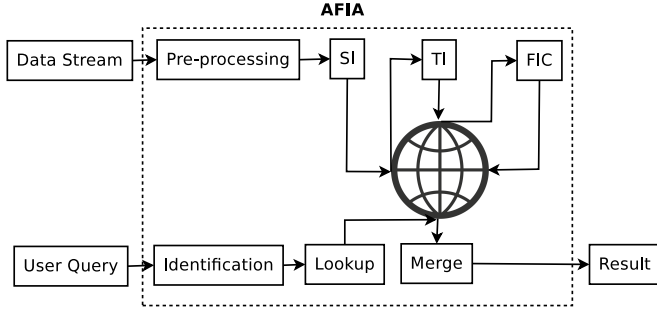 AFIA
Data Stream
Pre-processing
SI
TI
FIC
User Query
Identification
Lookup
Merge
Result